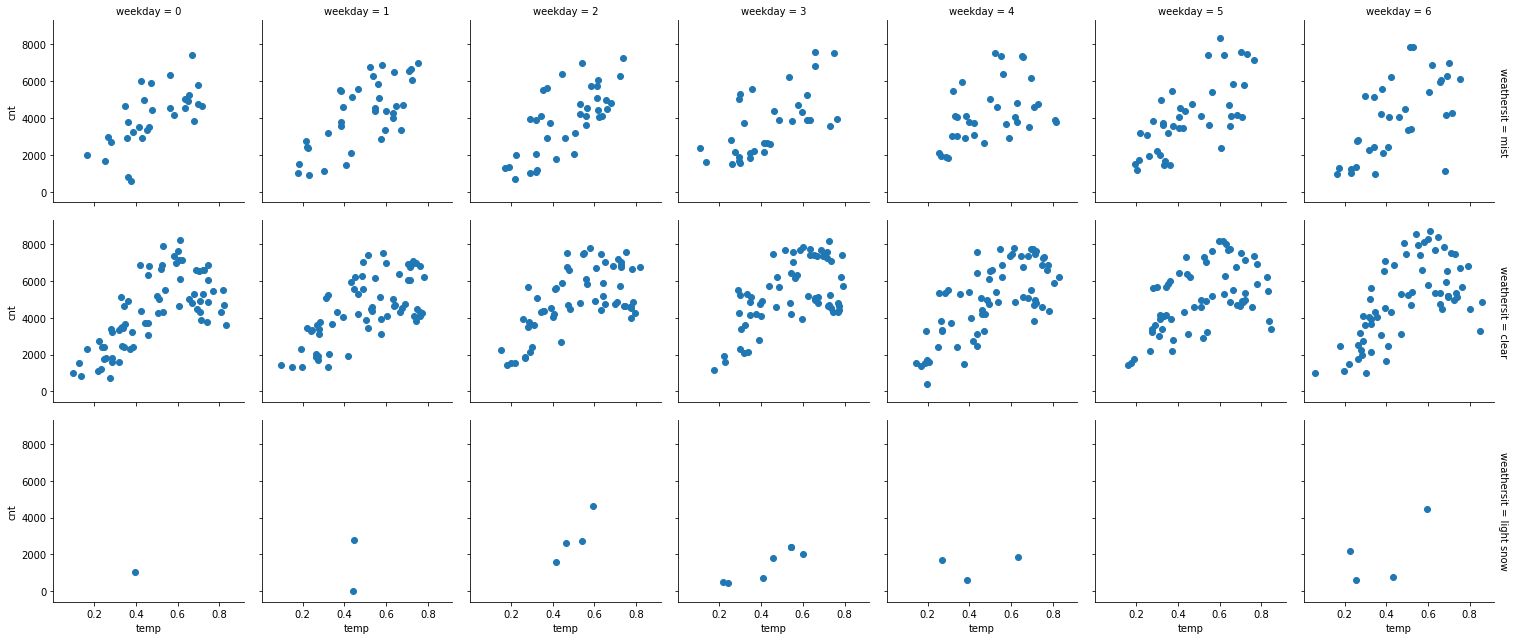 weekday = 0 weekday = 1 weekday = 2 weekday = 3 weekday = 4 weekday = 5 weekday = 6
8000
6000
4000
2000
0
cnt
weathersit = mist
8000
6000
4000
2000
0
cnt
weathersit = clear
8000
6000
4000
2000
0
cnt
weathersit = light snow
0.2 0.4 0.6 0.8 0.2 0.4 0.6 0.8 0.2 0.4 0.6 0.8 0.2 0.4 0.6 0.8 0.2 0.4 0.6 0.8 0.2 0.4 0.6 0.8 0.2 0.4 0.6 0.8
temp temp temp temp temp temp temp